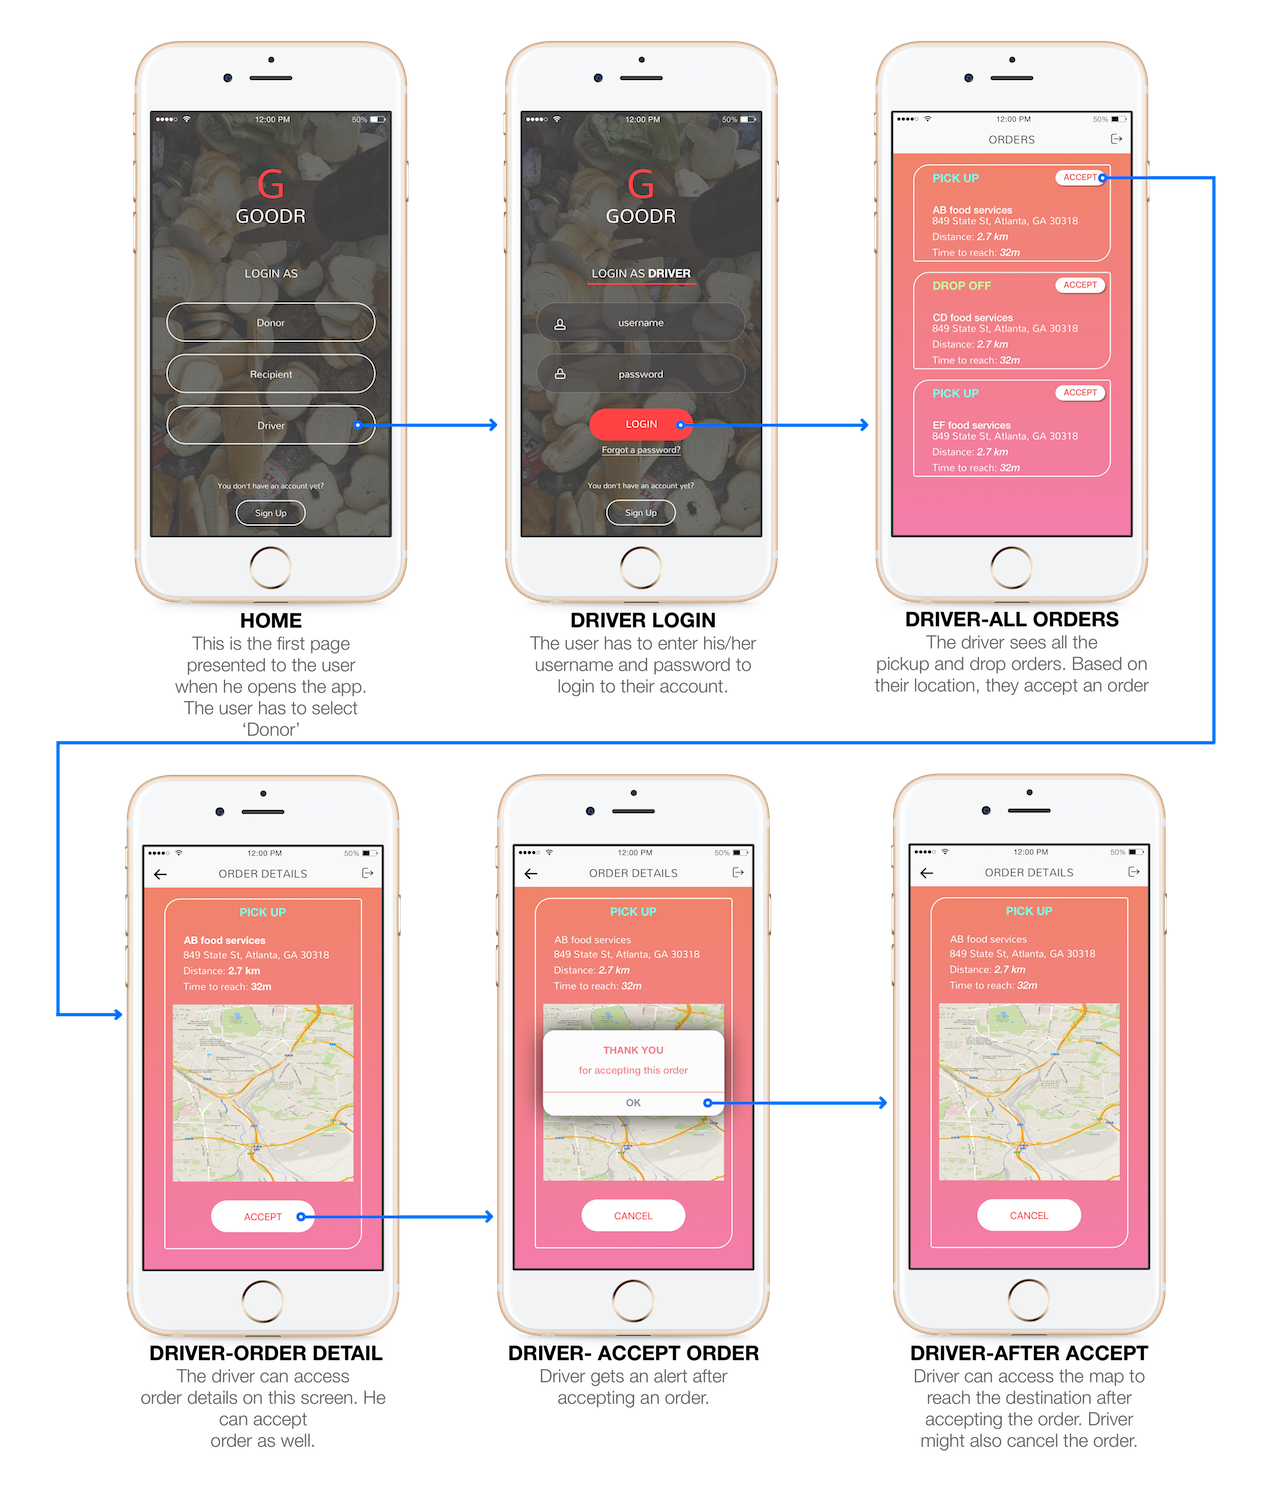 12:00 PM
50%
G
GOODR
LOGIN AS
Donor
Recipient
Driver
You don't have an account yet?
Sign Up
HOME
This is the first page
presented to the user
when he opens the app.
The user has to select
‘Donor’
12:00 PM
50%
G
GOODR
LOGIN AS DRIVER
username
password
LOGIN
Forgot a password?
You don't have an account yet?
Sign Up
DRIVER LOGIN
The user has to enter his/her
username and password to
login to their account.
12:00 PM
50%
ORDERS
PICK UP
ACCEPT
AB food services
849 State St, Atlanta, GA 30318
Distance: 2.7 km
Time to reach: 32m
DROP OFF
ACCEPT
CD food services
849 State St, Atlanta, GA 30318
Distance: 2.7 km
Time to reach: 32m
PICK UP
ACCEPT
EF food services
849 State St, Atlanta, GA 30318
Distance: 2.7 km
Time to reach: 32m
DRIVER-ALL ORDERS
The driver sees all the
pickup and drop orders. Based on
their location, they accept an order
12:00 PM
50%
ORDER DETAILS
PICK UP
AB food services
849 State St, Atlanta, GA 30318
Distance: 2.7 km
Time to reach: 32m
ACCEPT
DRIVER-ORDER DETAIL
The driver can access
order details on this screen. He
can accept
order as well.
12:00 PM
50%
ORDER DETAILS
PICK UP
AB food services
849 State St, Atlanta, GA 30318
Distance: 2.7 km
Time to reach: 32m
THANK YOU
for accepting this order
OK
CANCEL
DRIVER- ACCEPT ORDER
Driver gets an alert after
accepting an order.
12:00 PM
50%
ORDER DETAILS
PICK UP
AB food services
849 State St, Atlanta, GA 30318
Distance: 2.7 km
Time to reach: 32m
CANCEL
DRIVER-AFTER ACCEPT
Driver can access the map to
reach the destination after
accepting the order. Driver
might also cancel the order.